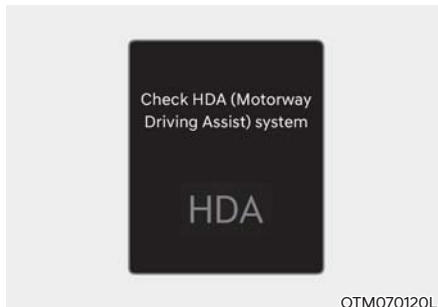 Check HDA (Motorway
Driving Assist) system
HDA
OTM070120L